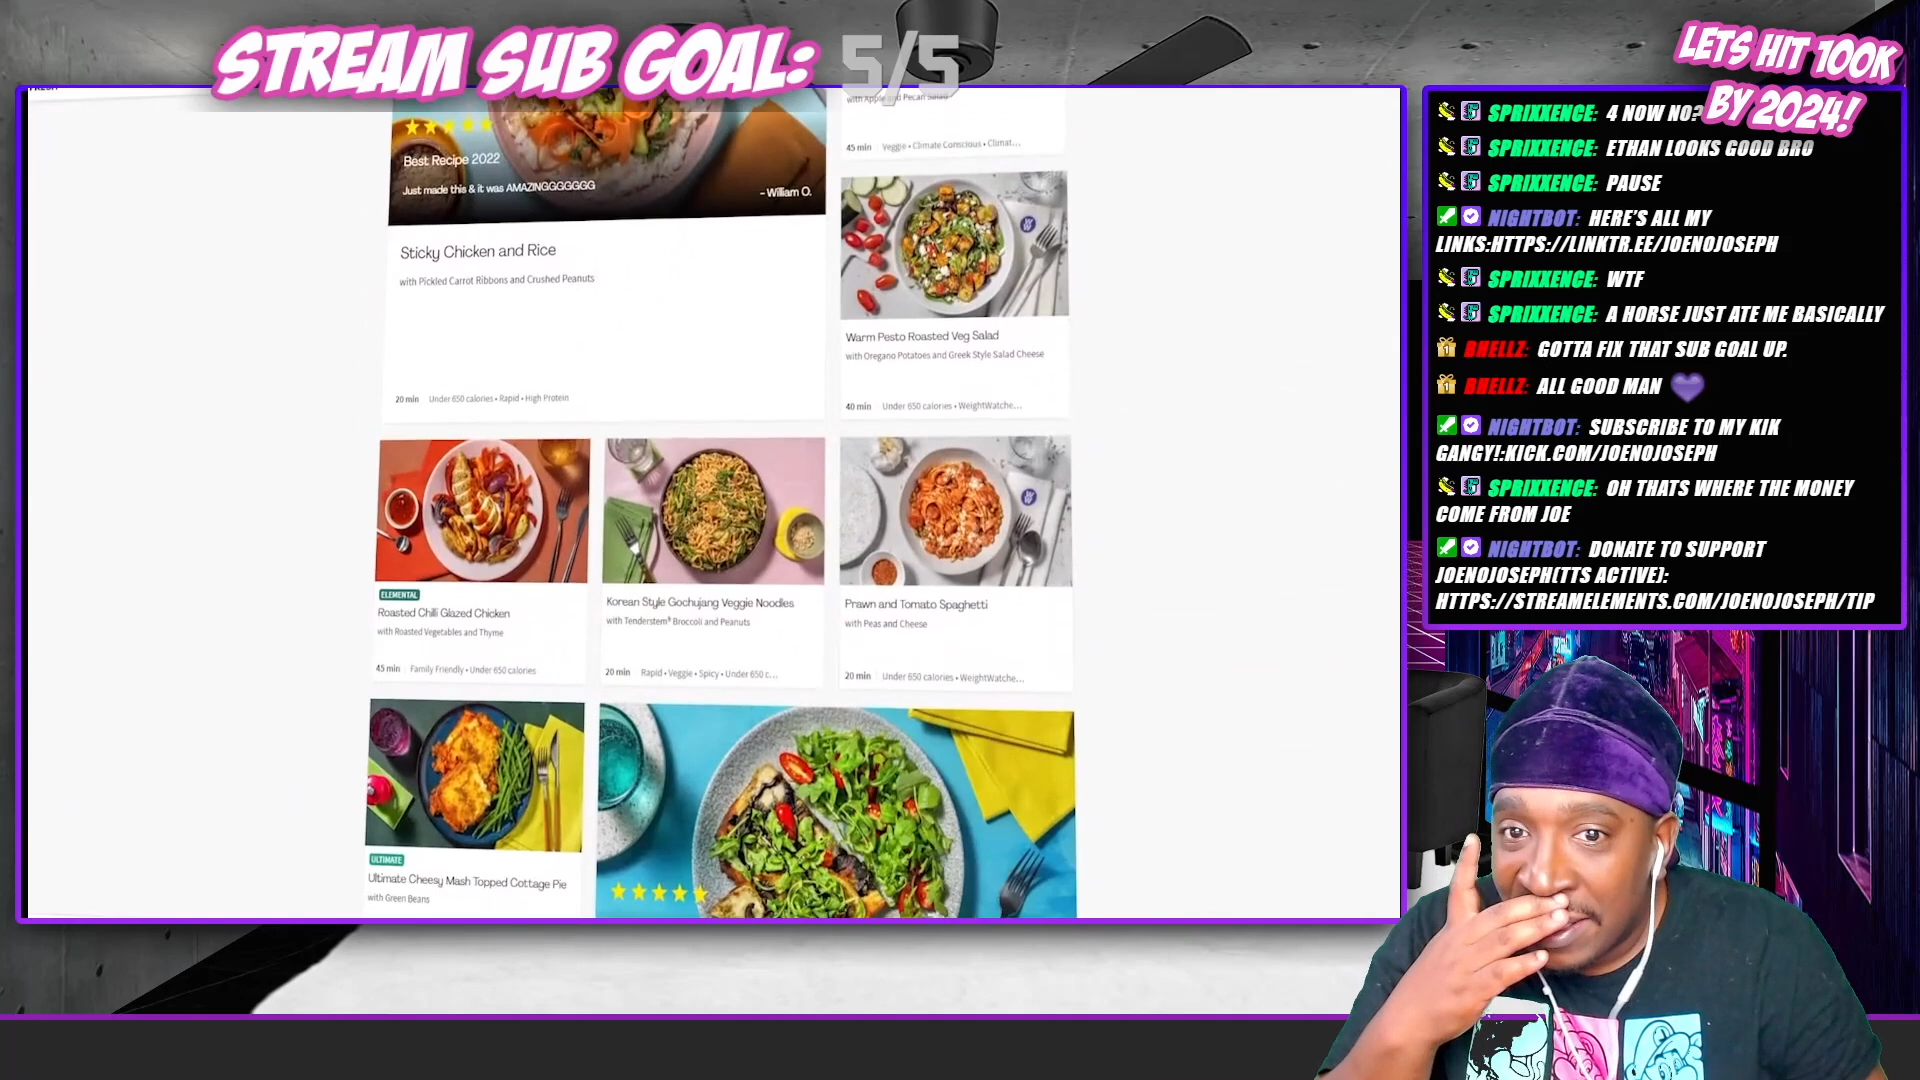 STREAM SUB GOAL: 5/5
LETS HIT 100K
BY 2024!
with Apple and Pecan Salad
45 min Veggie • Climate Conscious • Climat...
Best Recipe 2022
Just made this & it was AMAZINGGGGGGG
- William O.
Sticky Chicken and Rice
with Pickled Carrot Ribbons and Crushed Peanuts
20 min Under 650 calories • Rapid • High Protein
Warm Pesto Roasted Veg Salad
with Oregano Potatoes and Greek Style Salad Cheese
40 min Under 650 calories • WeightWatche...
ELEMENTAL
Roasted Chilli Glazed Chicken
with Roasted Vegetables and Thyme
45 min Family Friendly • Under 650 calories
Korean Style Gochujang Veggie Noodles
with Tenderstem® Broccoli and Peanuts
20 min Rapid • Veggie • Spicy • Under 650 c...
Prawn and Tomato Spaghetti
with Peas and Cheese
20 min Under 650 calories • WeightWatche...
ULTIMATE
Ultimate Cheesy Mash Topped Cottage Pie
with Green Beans
SPRIXXENCE: 4 NOW NO?
SPRIXXENCE: ETHAN LOOKS GOOD BRO
SPRIXXENCE: PAUSE
NIGHTBOT: HERE'S ALL MY
LINKS:HTTPS://LINKTR.EE/JOENOJOSEPH
SPRIXXENCE: WTF
SPRIXXENCE: A HORSE JUST ATE ME BASICALLY
BHELLZ: GOTTA FIX THAT SUB GOAL UP.
BHELLZ: ALL GOOD MAN
NIGHTBOT: SUBSCRIBE TO MY KIK
GANGY!:KICK.COM/JOENOJOSEPH
SPRIXXENCE: OH THATS WHERE THE MONEY
COME FROM JOE
NIGHTBOT: DONATE TO SUPPORT
JOENOJOSEPH(TTS ACTIVE):
HTTPS://STREAMELEMENTS.COM/JOENOJOSEPH/TIP